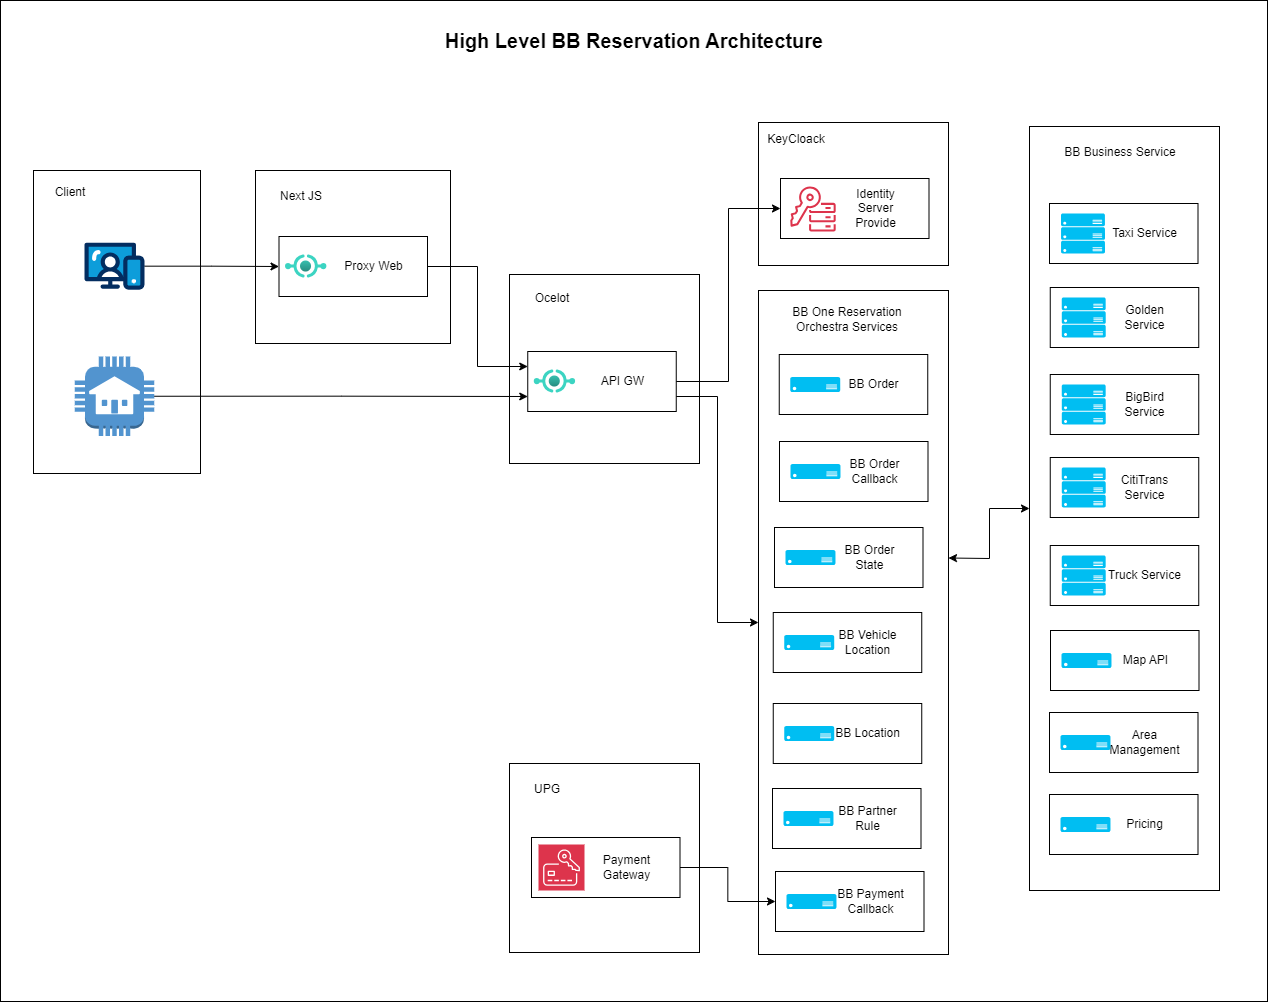 High Level BB Reservation Architecture
Client
Next JS
Proxy Web
Ocelot
API GW
KeyCloack
Identity
Server
Provide
BB One Reservation
Orchestra Services
BB Order
BB Order
Callback
BB Order
State
BB Vehicle
Location
BB Location
BB Partner
Rule
BB Payment
Callback
UPG
Payment
Gateway
BB Business Service
Taxi Service
Golden
Service
BigBird
Service
CitiTrans
Service
Truck Service
Map API
Area
Management
Pricing